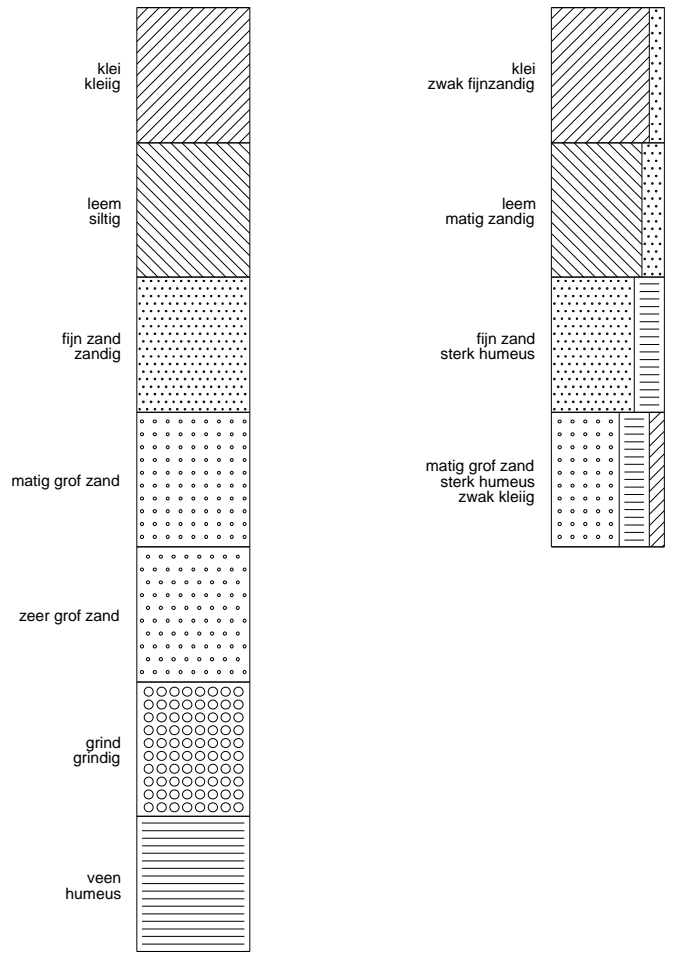 klei
kleiig
leem
siltig
fijn zand
zandig
matig grof zand
zeer grof zand
grind
grindig
veen
humeus
klei
zwak fijnzandig
leem
matig zandig
fijn zand
sterk humeus
matig grof zand
sterk humeus
zwak kleiig